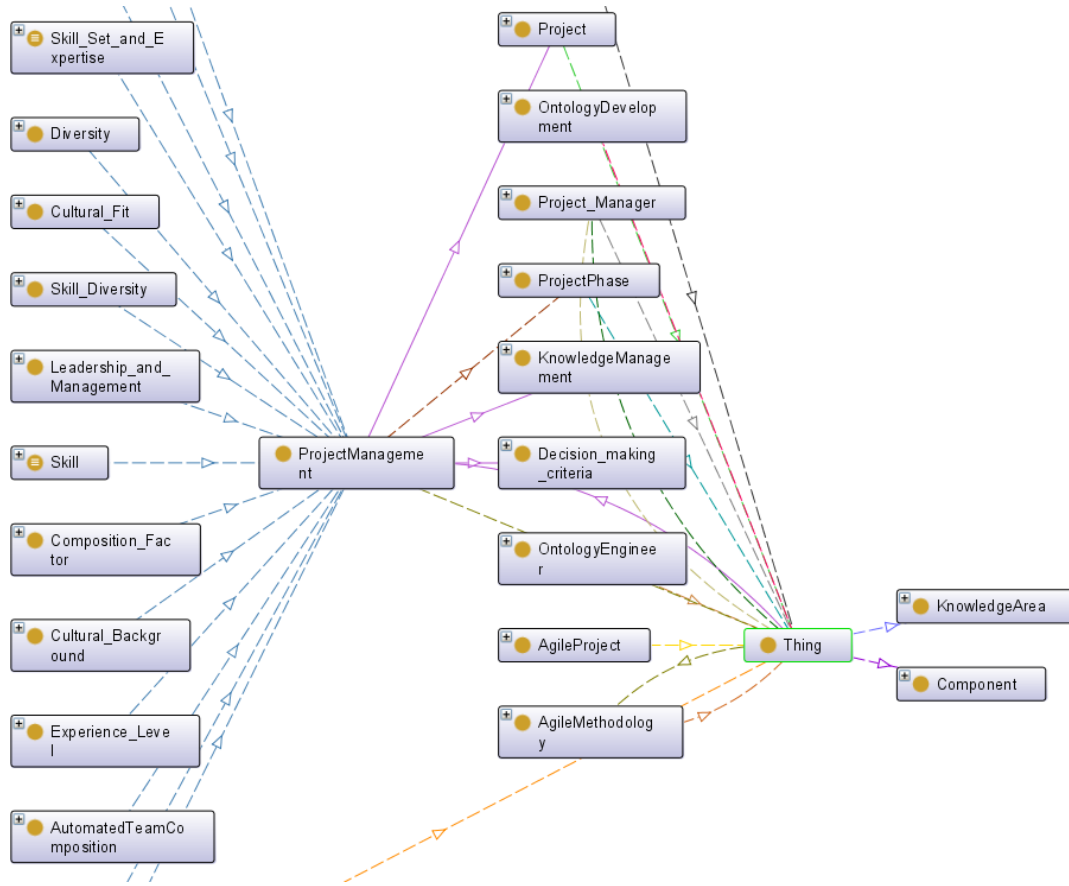 Skill_Set_and_E
xpertise
Diversity
Cultural_Fit
Skill_Diversity
Leadership_and_
Management
Skill
Composition_Fac
tor
Cultural_Backgr
ound
Experience_Leve
l
AutomatedTeamCo
mposition
ProjectManageme
nt
Project
OntologyDevelop
ment
Project_Manager
ProjectPhase
KnowledgeManage
ment
Decision_making
_criteria
OntologyEnginee
r
AgileProject
AgileMethodolog
y
Thing
KnowledgeArea
Component